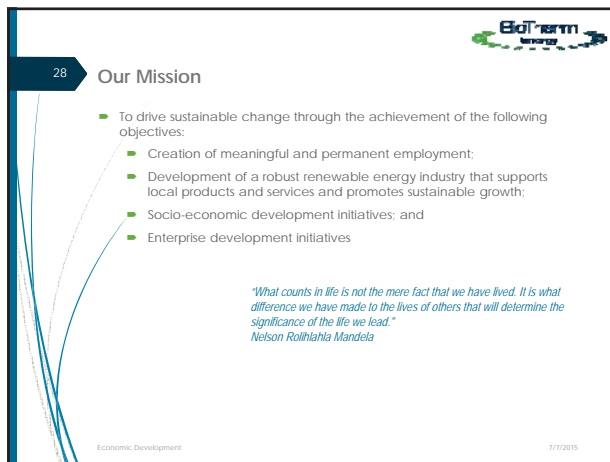 BioTherm
Energy
28
Our Mission
To drive sustainable change through the achievement of the following
objectives:
Creation of meaningful and permanent employment;
Development of a robust renewable energy industry that supports
local products and services and promotes sustainable growth;
Socio-economic development initiatives; and
Enterprise development initiatives
“What counts in life is not the mere fact that we have lived. It is what
difference we have made to the lives of others that will determine the
significance of the life we lead.”
Nelson Rolihlahla Mandela
Economic Development
7/7/2015